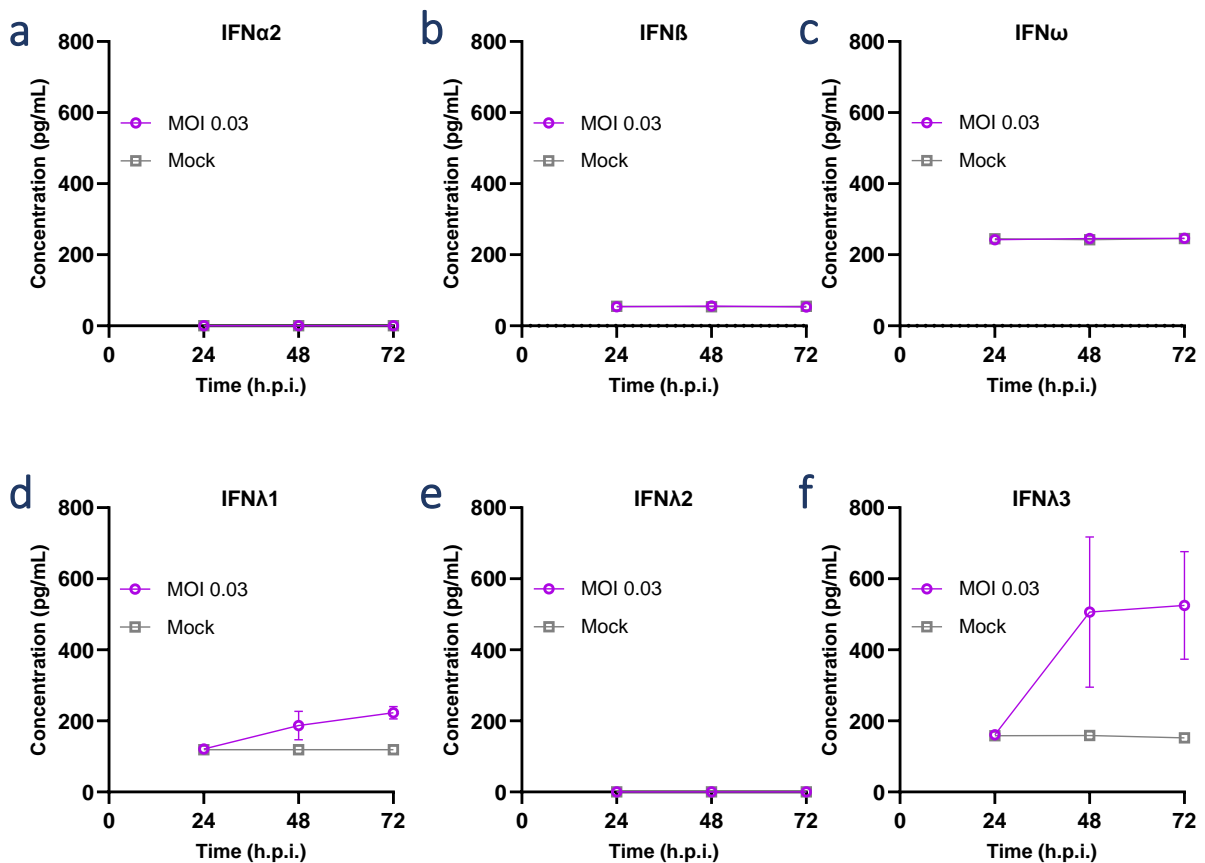 a
IFNα2
Concentration (pg/mL)
800
600
400
200
0
MOI 0.03
Mock
0 24 48 72
Time (h.p.i.)
b
IFNß
Concentration (pg/mL)
800
600
400
200
0
MOI 0.03
Mock
0 24 48 72
Time (h.p.i.)
c
IFNω
Concentration (pg/mL)
800
600
400
200
0
MOI 0.03
Mock
0 24 48 72
Time (h.p.i.)
d
IFNλ1
Concentration (pg/mL)
800
600
400
200
0
MOI 0.03
Mock
0 24 48 72
Time (h.p.i.)
e
IFNλ2
Concentration (pg/mL)
800
600
400
200
0
MOI 0.03
Mock
0 24 48 72
Time (h.p.i.)
f
IFNλ3
Concentration (pg/mL)
800
600
400
200
0
MOI 0.03
Mock
0 24 48 72
Time (h.p.i.)